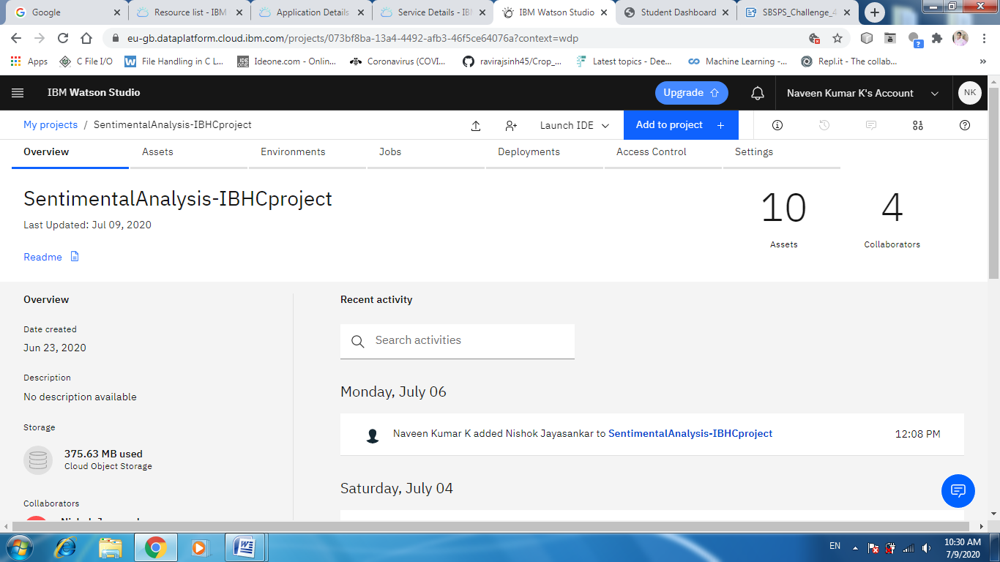 Google
Resource list - IBM
Application Details
Service Details - IBM
IBM Watson Studio
Student Dashboard
SBSPS_Challenge_4
eu-gb.dataplatform.cloud.ibm.com/projects/073bf8ba-13a4-4492-afb3-46f5ce64076a?context=wdp
Apps
C File I/O
File Handling in C L...
Ideone.com - Onlin...
Coronavirus (COVI...
ravirajsinh45/Crop_...
Latest topics - Dee...
Machine Learning -...
Repl.it - The collab...
»
IBM Watson Studio
Upgrade
Naveen Kumar K's Account
NK
My projects / SentimentalAnalysis-IBHCproject
Launch IDE
Add to project +
Overview
Assets
Environments
Jobs
Deployments
Access Control
Settings
SentimentalAnalysis-IBHCproject
Last Updated: Jul 09, 2020
Readme
10
Assets
4
Collaborators
Overview
Date created
Jun 23, 2020
Description
No description available
Storage
375.63 MB used
Cloud Object Storage
Collaborators
Recent activity
Search activities
Monday, July 06
Naveen Kumar K added Nishok Jayasankar to SentimentalAnalysis-IBHCproject
12:08 PM
Saturday, July 04
EN
10:30 AM
7/9/2020